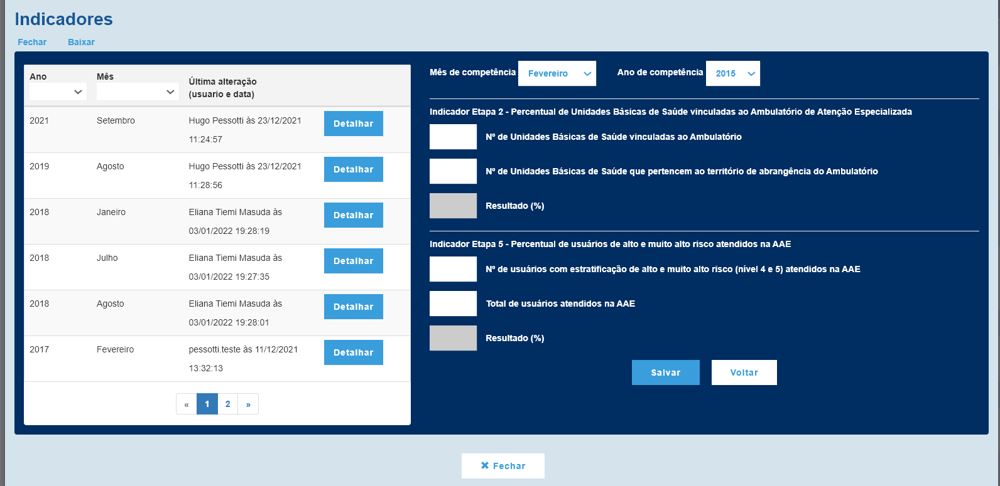 Indicadores
Fechar Baixar
Ano Mês Última alteração
(usuario e data)
2021 Setembro Hugo Pessotti às 23/12/2021
11:24:57 Detalhar
2019 Agosto Hugo Pessotti às 23/12/2021
11:28:56 Detalhar
2018 Janeiro Eliana Tiemi Masuda às
03/01/2022 19:28:19 Detalhar
2018 Julho Eliana Tiemi Masuda às
03/01/2022 19:27:35 Detalhar
2018 Agosto Eliana Tiemi Masuda às
03/01/2022 19:28:01 Detalhar
2017 Fevereiro pessotti.teste às 11/12/2021
13:32:13 Detalhar
« 1 2 »
Mês de competência Fevereiro Ano de competência 2015
Indicador Etapa 2 - Percentual de Unidades Básicas de Saúde vinculadas ao Ambulatório de Atenção Especializada
Nº de Unidades Básicas de Saúde vinculadas ao Ambulatório
Nº de Unidades Básicas de Saúde que pertencem ao território de abrangência do Ambulatório
Resultado (%)
Indicador Etapa 5 - Percentual de usuários de alto e muito alto risco atendidos na AAE
Nº de usuários com estratificação de alto e muito alto risco (nível 4 e 5) atendidos na AAE
Total de usuários atendidos na AAE
Resultado (%)
Salvar Voltar
✖ Fechar